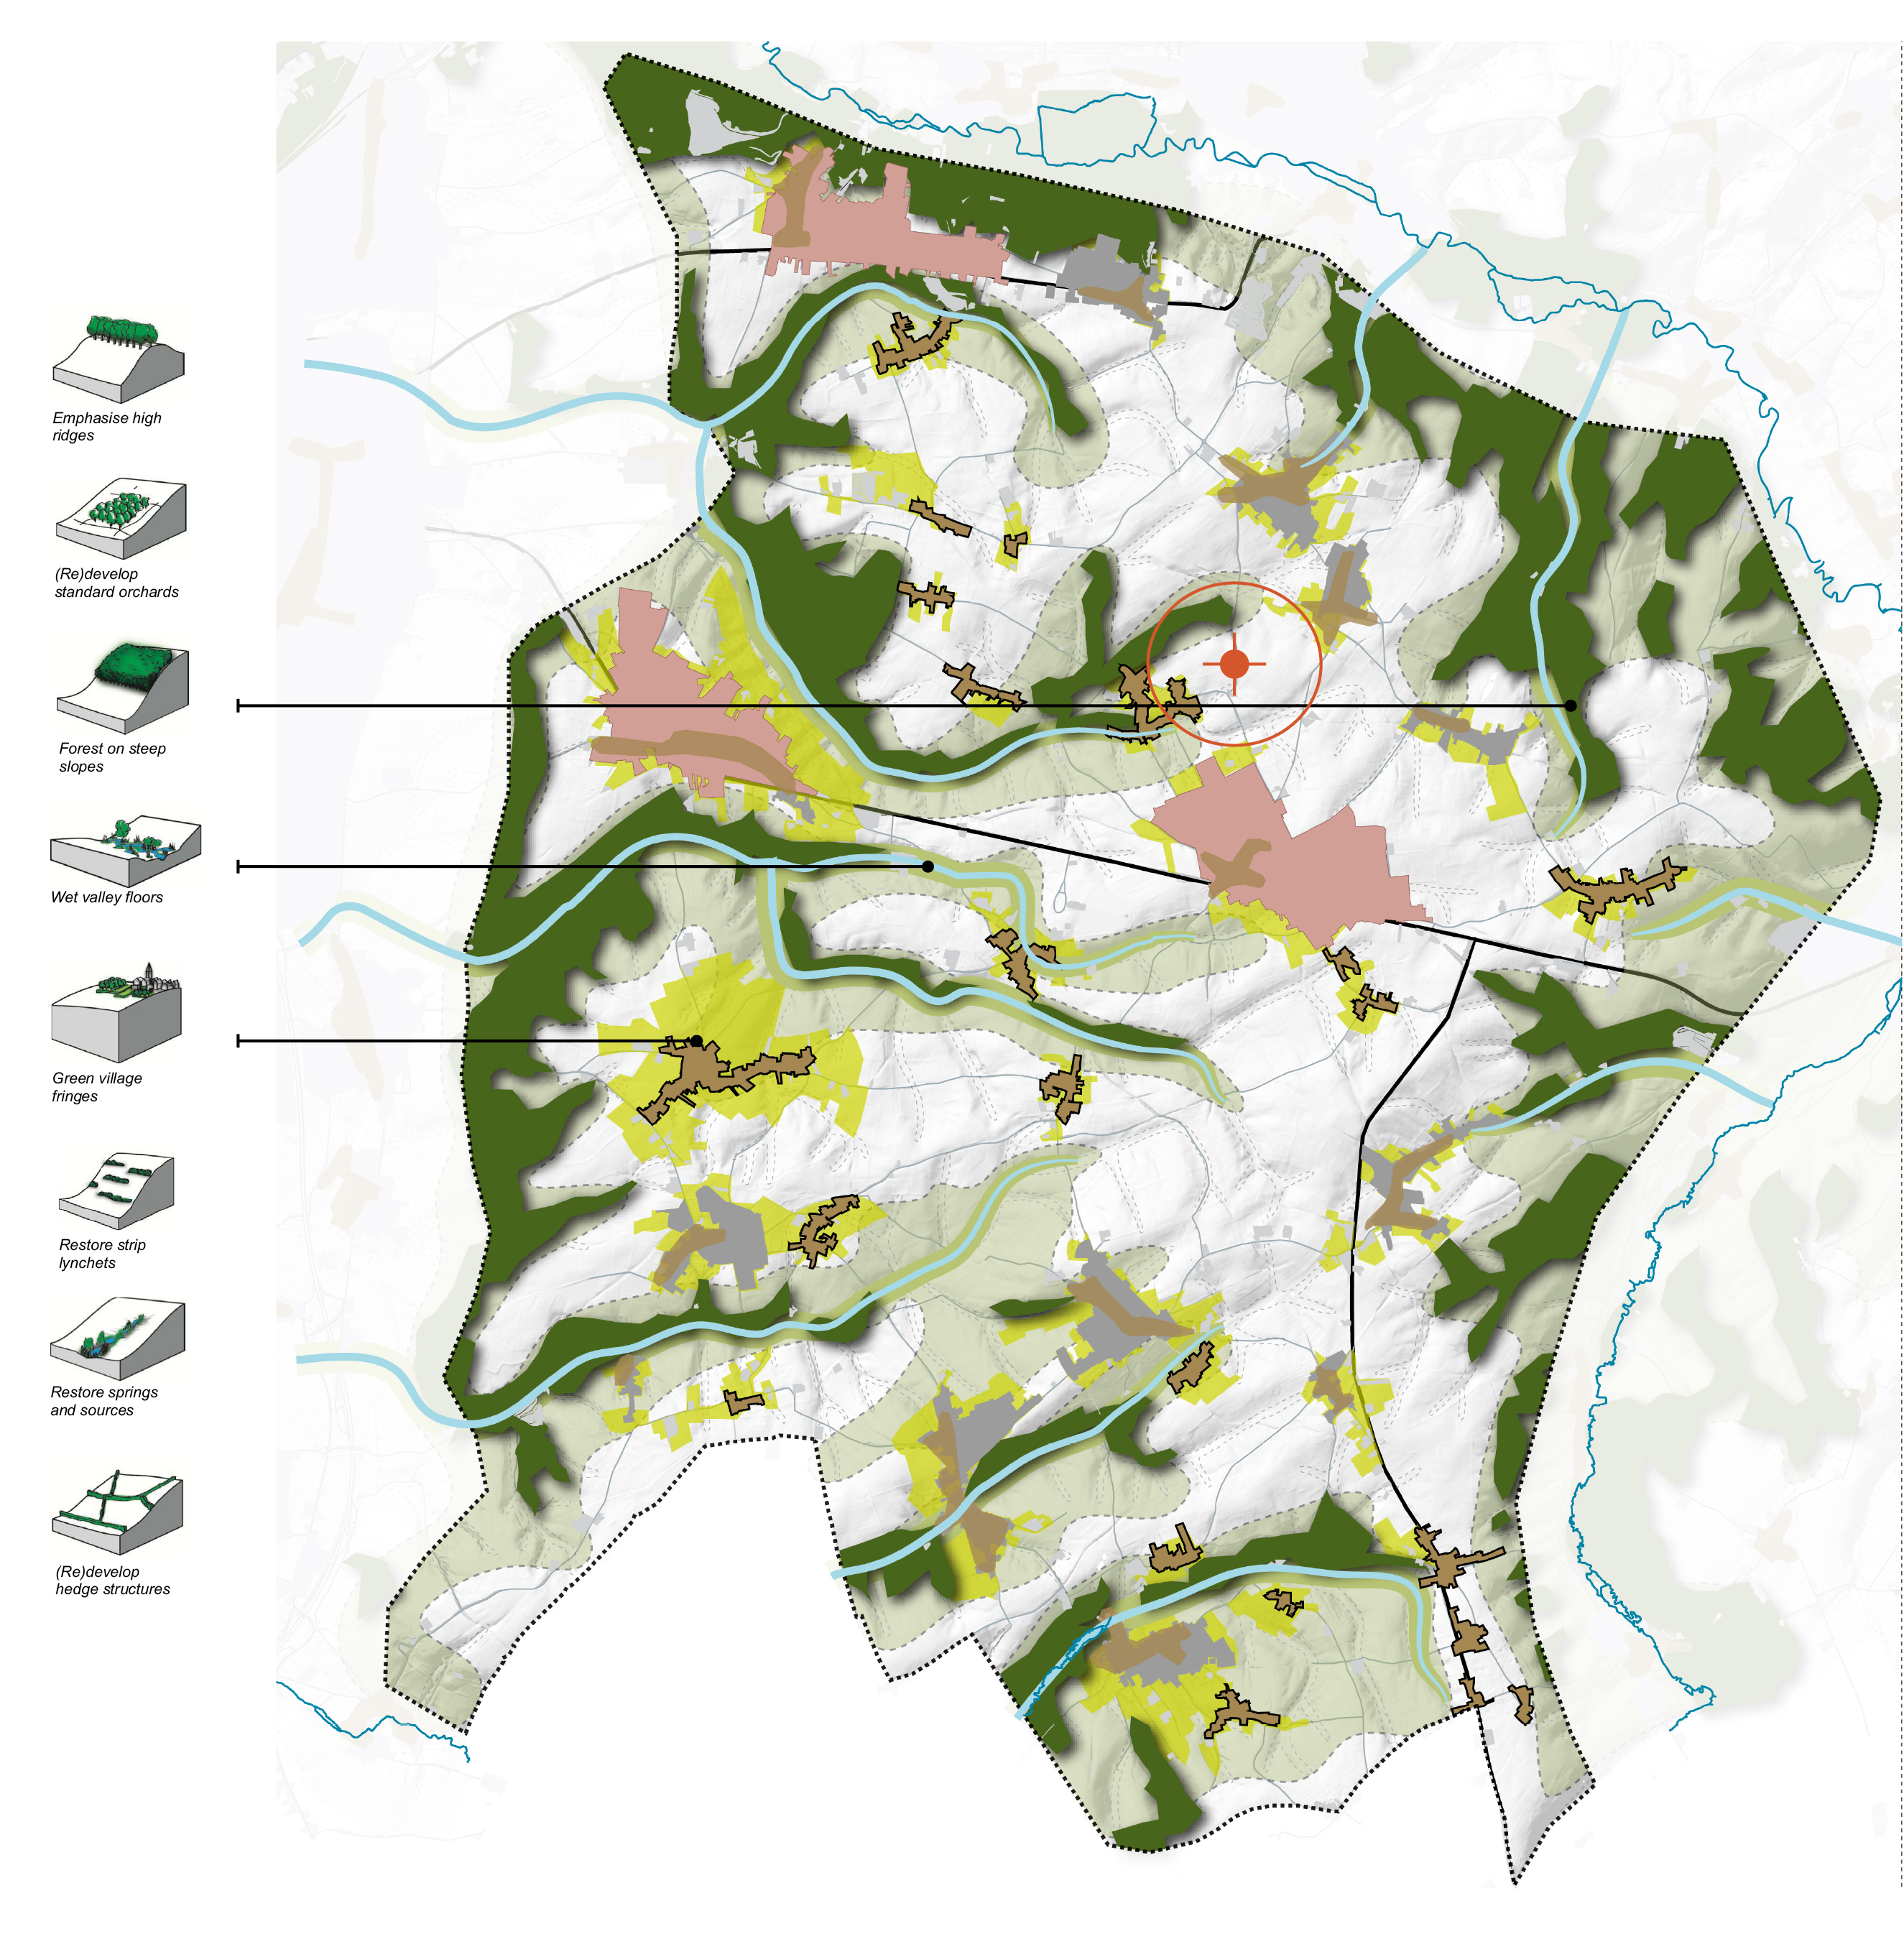 Emphasise high
ridges
(Re)develop
standard orchards
Forest on steep
slopes
Wet valley floors
Green village
fringes
Restore strip
lynchets
Restore springs
and sources
(Re)develop
hedge structures